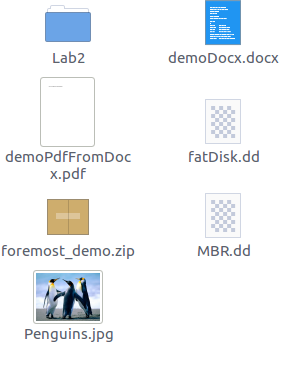 Lab2
demoDocx.docx
demoPdfFromDoc
x.pdf
fatDisk.dd
foremost_demo.zip
MBR.dd
Penguins.jpg